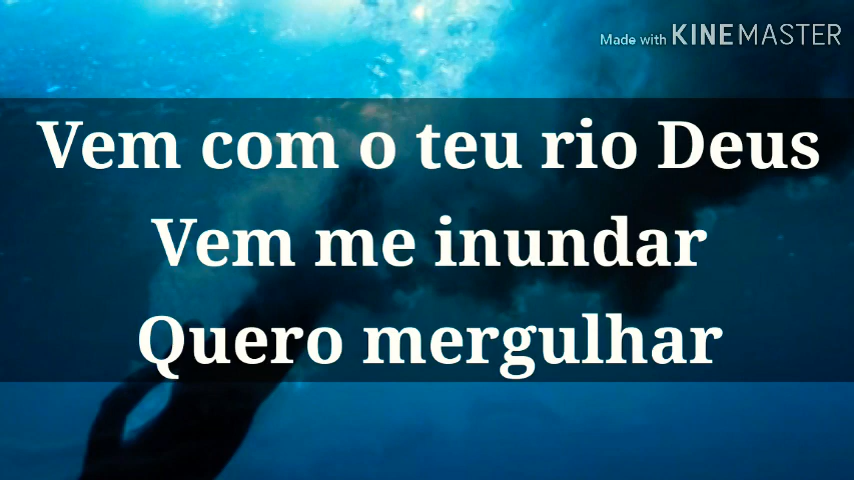 Made with KINEMASTER
Vem com o teu rio Deus
Vem me inundar
Quero mergulhar